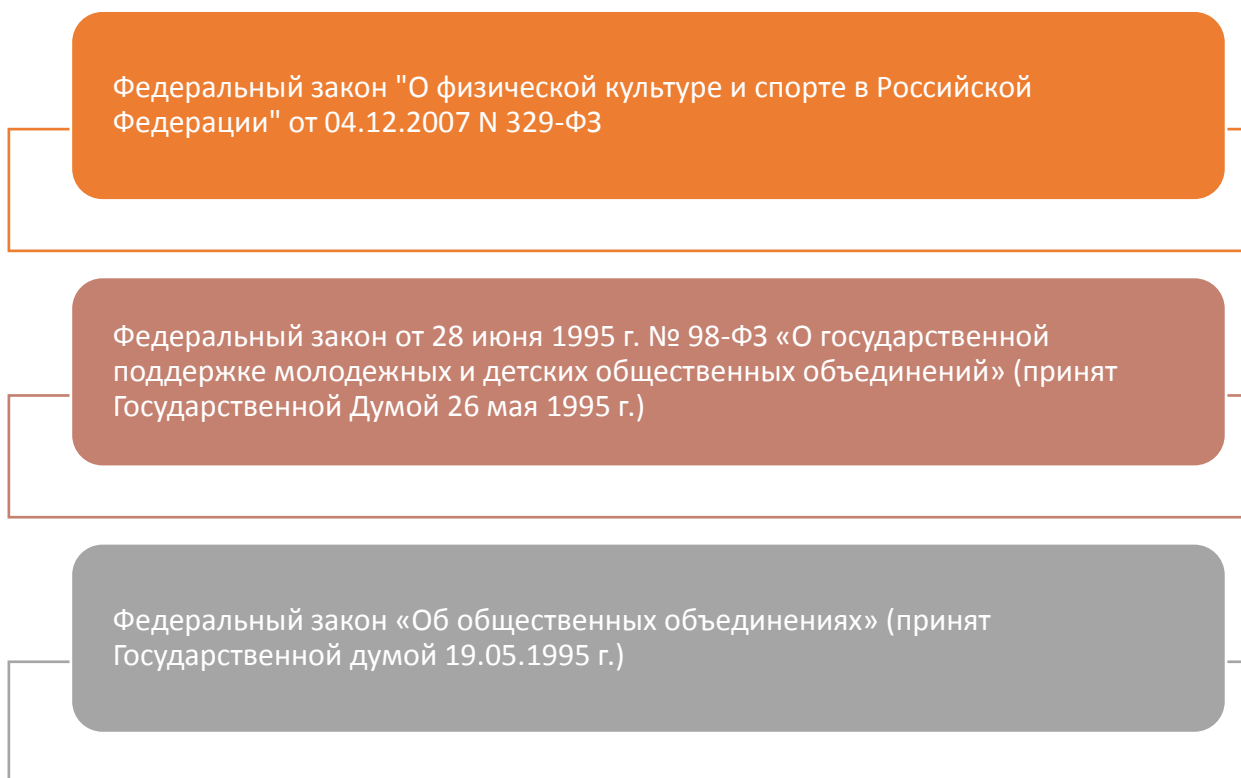 Федеральный закон "О физической культуре и спорте в Российской
Федерации" от 04.12.2007 N 329-ФЗ
Федеральный закон от 28 июня 1995 г. № 98-ФЗ «О государственной
поддержке молодежных и детских общественных объединений» (принят
Государственной Думой 26 мая 1995 г.)
Федеральный закон «Об общественных объединениях» (принят
Государственной думой 19.05.1995 г.)